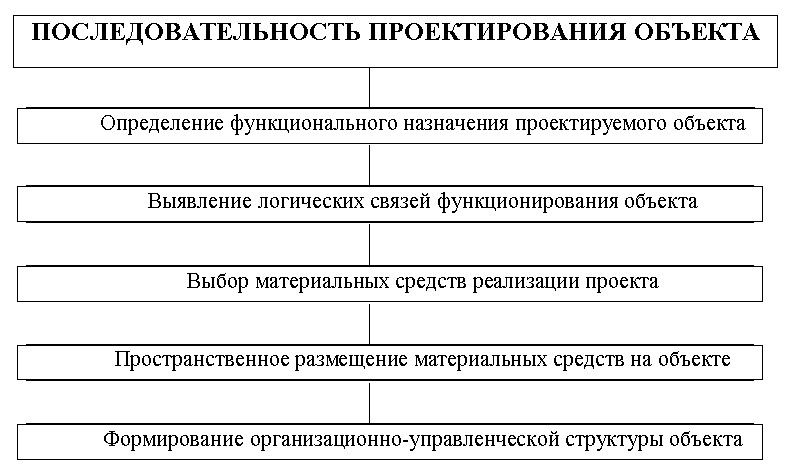 ПОСЛЕДОВАТЕЛЬНОСТЬ ПРОЕКТИРОВАНИЯ ОБЪЕКТА
Определение функционального назначения проектируемого объекта
Выявление логических связей функционирования объекта
Выбор материальных средств реализации проекта
Пространственное размещение материальных средств на объекте
Формирование организационно-управленческой структуры объекта